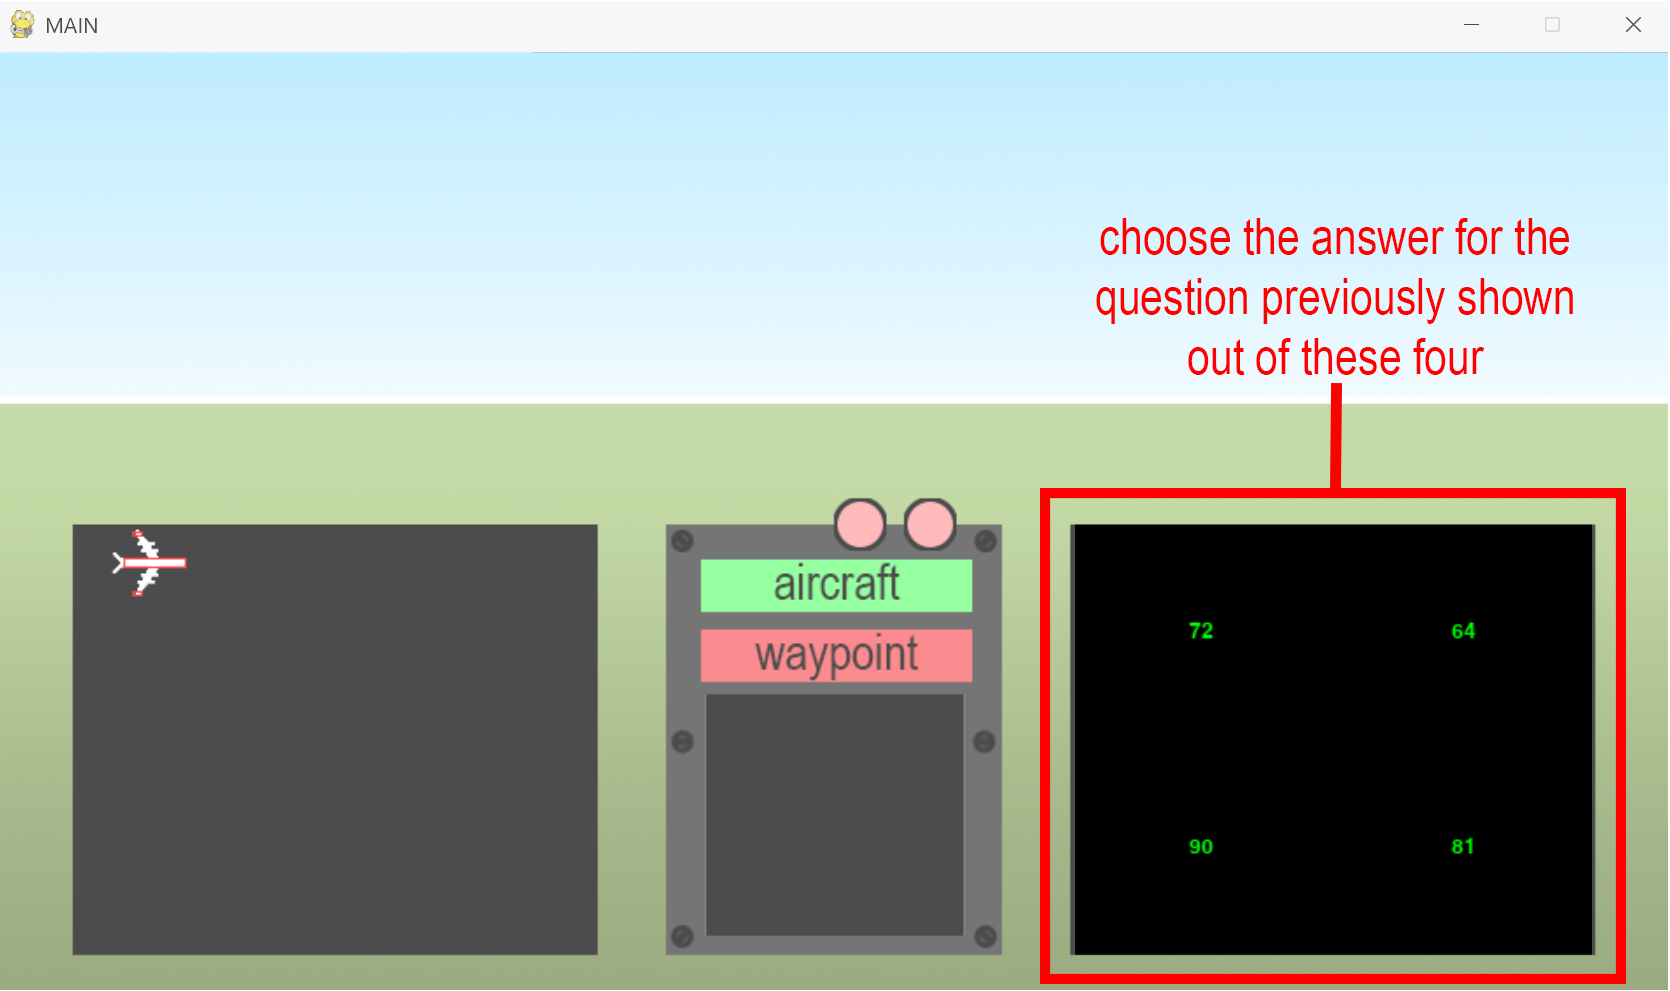 MAIN
choose the answer for the
question previously shown
out of these four
aircraft
waypoint
72 64
90 81